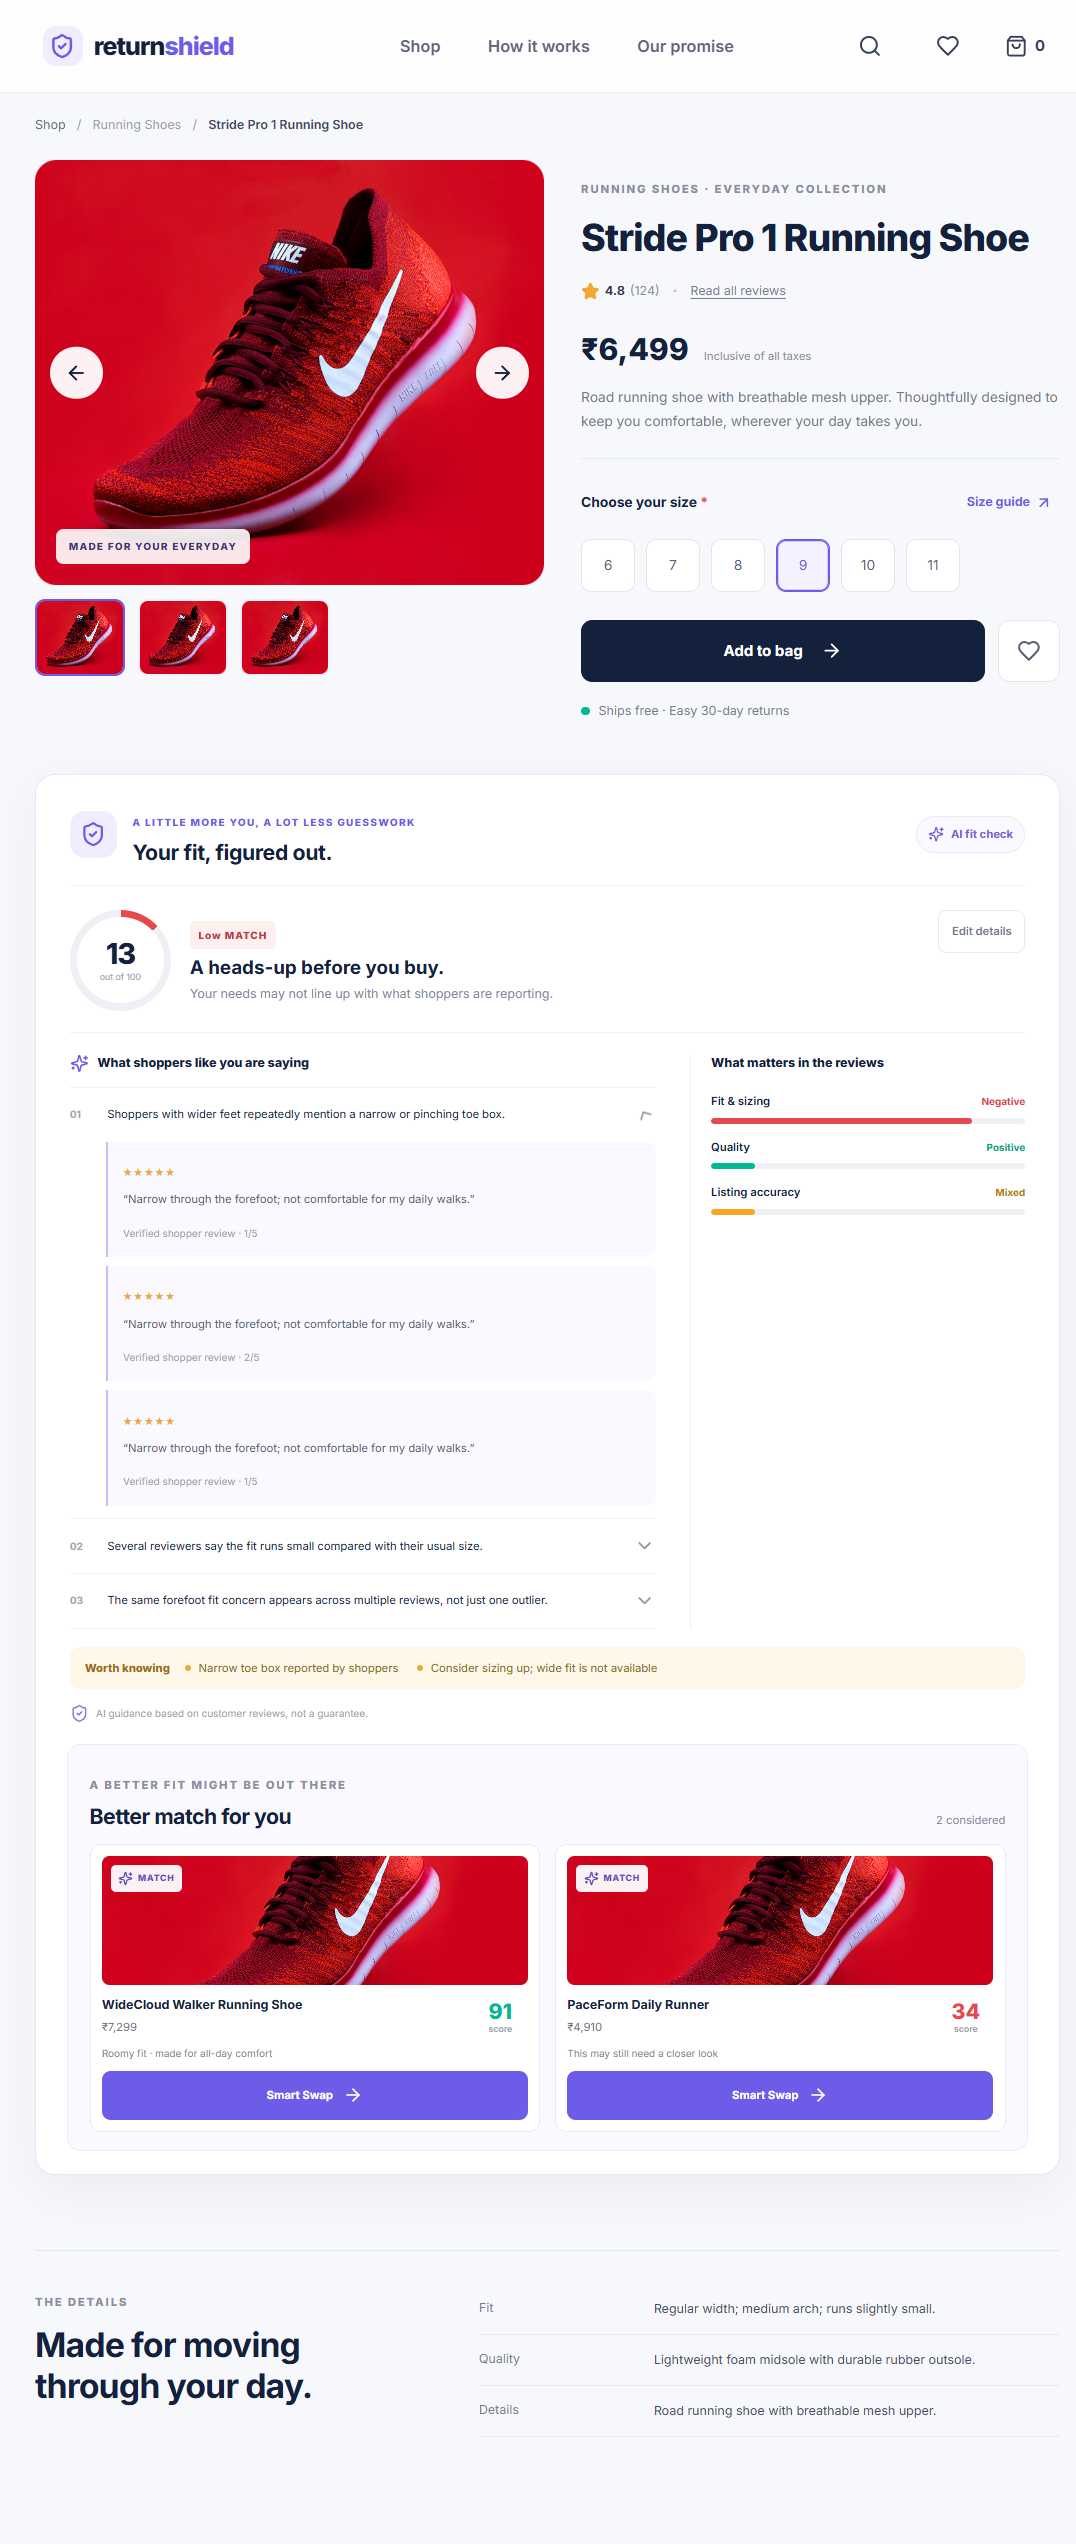 returnshield
Shop
How it works
Our promise
0
Shop / Running Shoes / Stride Pro 1 Running Shoe
NIKE
NIKE FREE
MADE FOR YOUR EVERYDAY
RUNNING SHOES · EVERYDAY COLLECTION
Stride Pro 1 Running Shoe
4.8 (124) • Read all reviews
₹6,499 Inclusive of all taxes
Road running shoe with breathable mesh upper. Thoughtfully designed to
keep you comfortable, wherever your day takes you.
Choose your size *
Size guide
6 7 8 9 10 11
Add to bag
Ships free · Easy 30-day returns
A LITTLE MORE YOU, A LOT LESS GUESSWORK
Your fit, figured out.
AI fit check
13
out of 100
Low MATCH
A heads-up before you buy.
Your needs may not line up with what shoppers are reporting.
Edit details
What shoppers like you are saying
01 Shoppers with wider feet repeatedly mention a narrow or pinching toe box.
★★★★★
“Narrow through the forefoot; not comfortable for my daily walks.”
Verified shopper review · 1/5
★★★★★
“Narrow through the forefoot; not comfortable for my daily walks.”
Verified shopper review · 2/5
★★★★★
“Narrow through the forefoot; not comfortable for my daily walks.”
Verified shopper review · 1/5
02 Several reviewers say the fit runs small compared with their usual size.
03 The same forefoot fit concern appears across multiple reviews, not just one outlier.
What matters in the reviews
Fit & sizing Negative
Quality Positive
Listing accuracy Mixed
Worth knowing • Narrow toe box reported by shoppers • Consider sizing up; wide fit is not available
AI guidance based on customer reviews, not a guarantee.
A BETTER FIT MIGHT BE OUT THERE
Better match for you
2 considered
MATCH
WideCloud Walker Running Shoe
₹7,299
91
score
Roomy fit · made for all-day comfort
Smart Swap
MATCH
PaceForm Daily Runner
₹4,910
34
score
This may still need a closer look
Smart Swap
THE DETAILS
Made for moving
through your day.
Fit Regular width; medium arch; runs slightly small.
Quality Lightweight foam midsole with durable rubber outsole.
Details Road running shoe with breathable mesh upper.